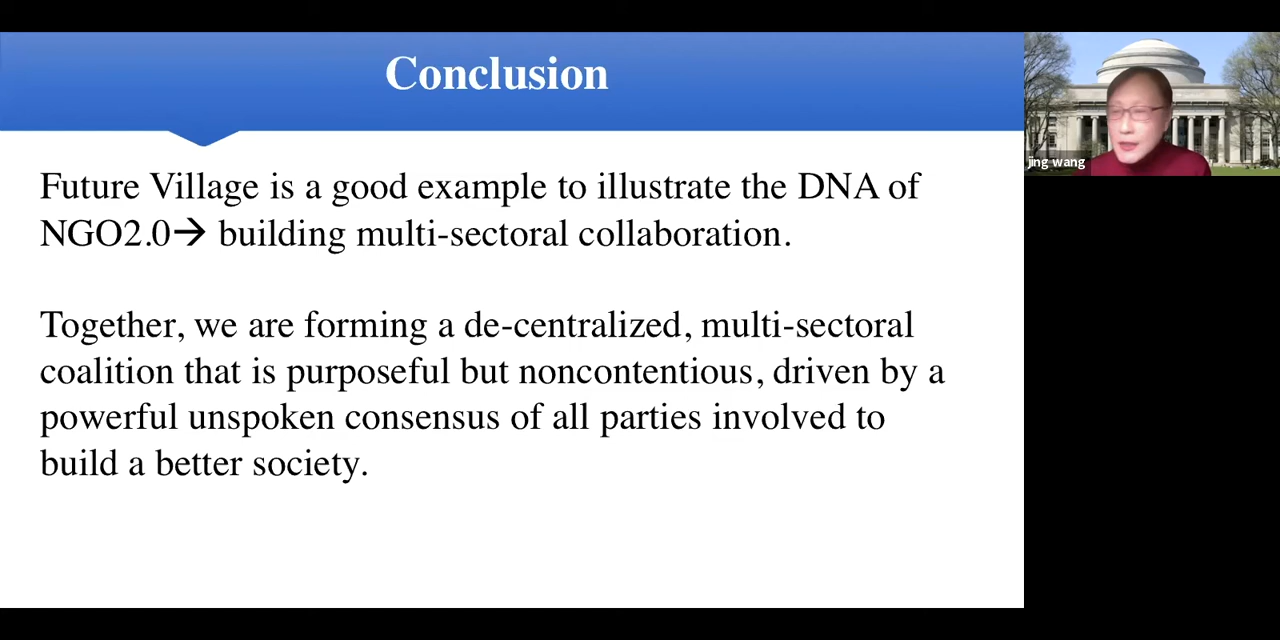 Conclusion
Future Village is a good example to illustrate the DNA of
NGO2.0→ building multi-sectoral collaboration.
Together, we are forming a de-centralized, multi-sectoral
coalition that is purposeful but noncontentious, driven by a
powerful unspoken consensus of all parties involved to
build a better society.
jing wang